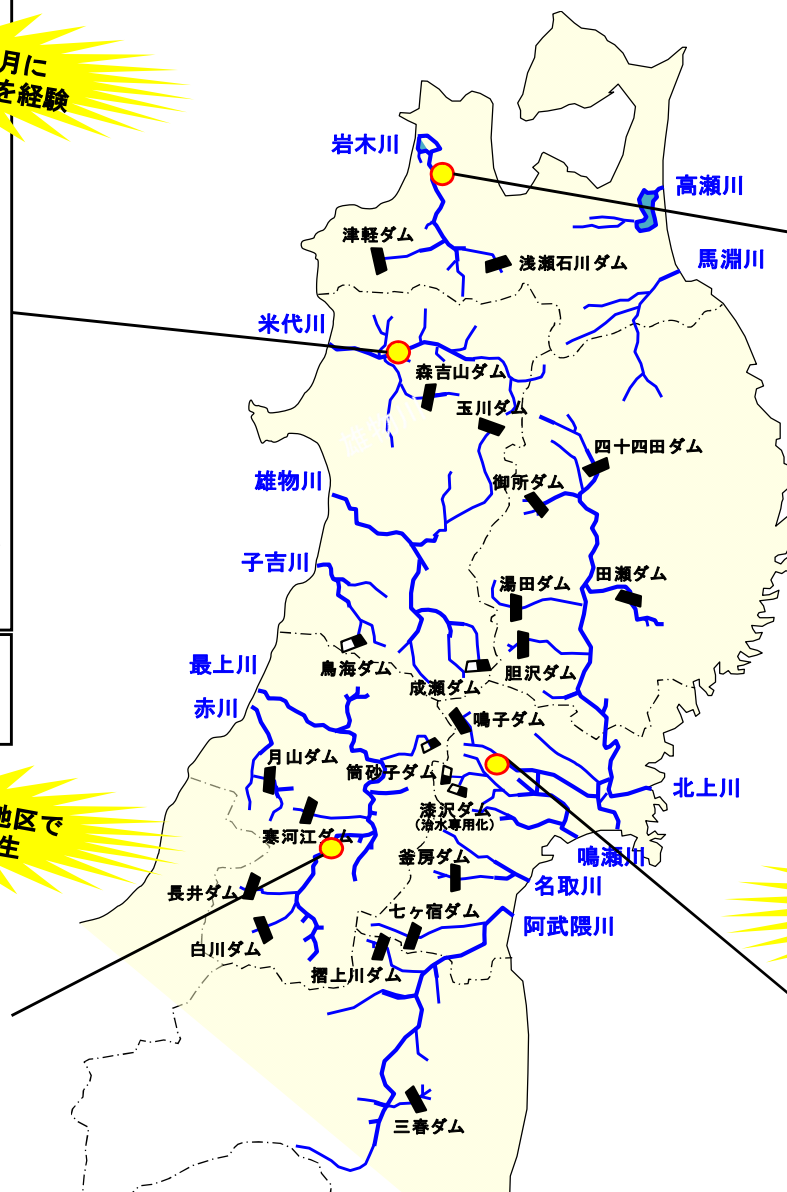 月に
を経験
岩木川
高瀬川
津軽ダム
浅瀬石川ダム
馬淵川
米代川
森吉山ダム
玉川ダム
四十四田ダム
御所ダム
雄物川
子吉川
湯田ダム
田瀬ダム
鳥海ダム
胆沢ダム
成瀬ダム
最上川
赤川
鳴子ダム
月山ダム
筒砂子ダム
北上川
漆沢ダム
(治水専用化)
地区で
生
寒河江ダム
釜房ダム
鳴瀬川
名取川
長井ダム
七ヶ宿ダム
阿武隈川
白川ダム
摺上川ダム
三春ダム